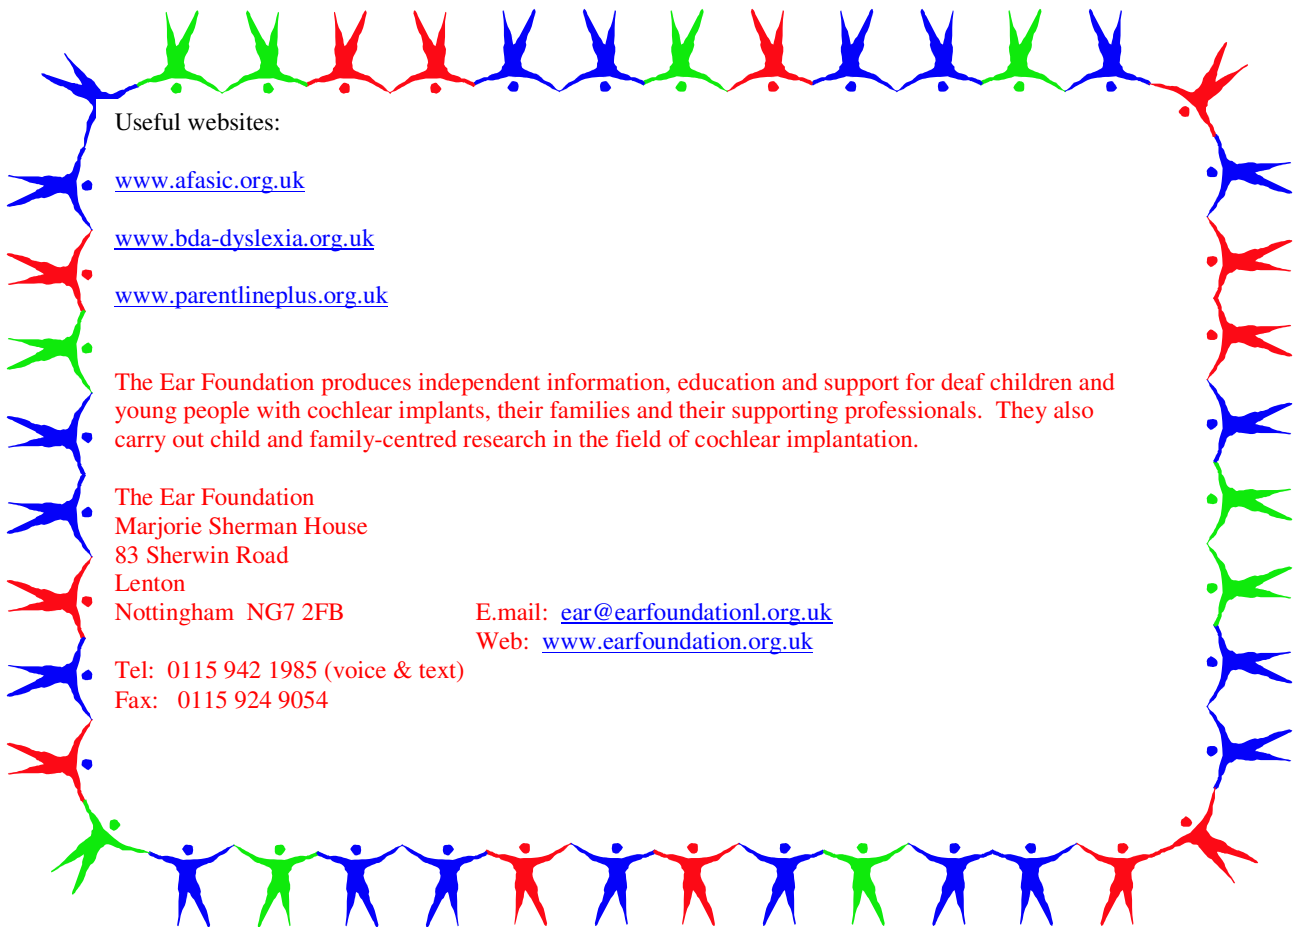 Useful websites:
www.afasic.org.uk
www.bda-dyslexia.org.uk
www.parentlineplus.org.uk
The Ear Foundation produces independent information, education and support for deaf children and
young people with cochlear implants, their families and their supporting professionals.  They also
carry out child and family-centred research in the field of cochlear implantation.
The Ear Foundation
Marjorie Sherman House
83 Sherwin Road
Lenton
Nottingham  NG7 2FB  E.mail:  ear@earfoundationl.org.uk
Web:  www.earfoundation.org.uk
Tel:  0115 942 1985 (voice & text)
Fax:   0115 924 9054